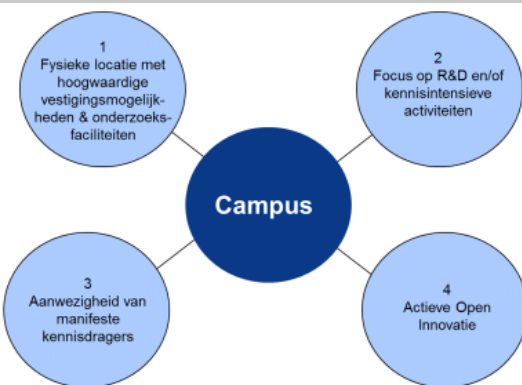 1
Fysieke locatie met
hoogwaardige
vestigingsmogelijk-
heden & onderzoeks-
faciliteiten
2
Focus op R&D en/of
kennisintensieve
activiteiten
Campus
3
Aanwezigheid van
manifeste
kennisdragers
4
Actieve Open
Innovatie